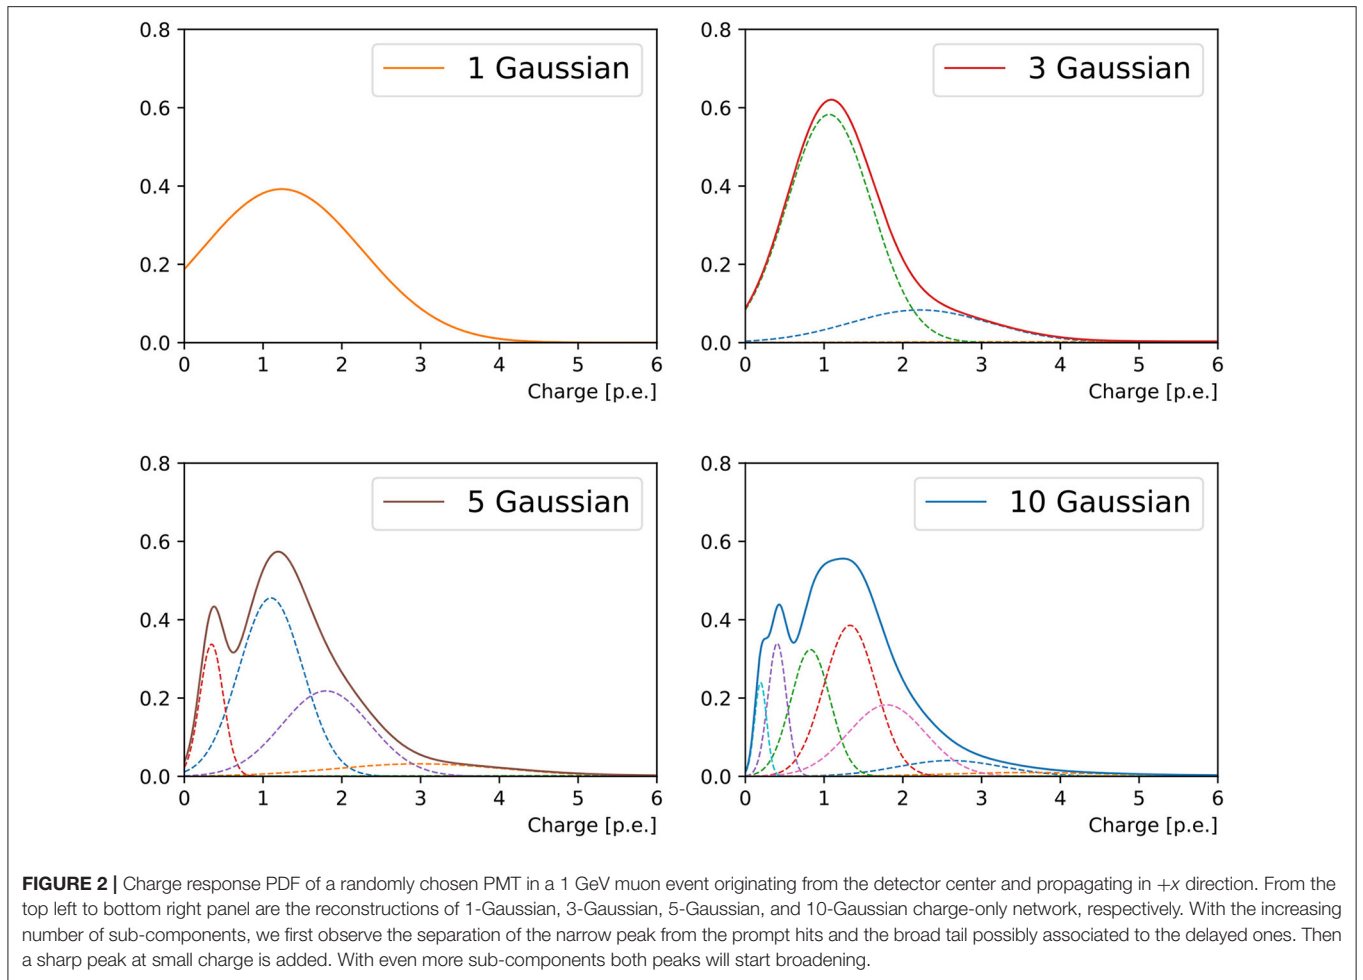 0.8
0.6
0.4
0.2
0.0
0 1 2 3 4 5 6
Charge [p.e.]
1 Gaussian
0.8
0.6
0.4
0.2
0.0
0 1 2 3 4 5 6
Charge [p.e.]
3 Gaussian
0.8
0.6
0.4
0.2
0.0
0 1 2 3 4 5 6
Charge [p.e.]
5 Gaussian
0.8
0.6
0.4
0.2
0.0
0 1 2 3 4 5 6
Charge [p.e.]
10 Gaussian
FIGURE 2 | Charge response PDF of a randomly chosen PMT in a 1 GeV muon event originating from the detector center and propagating in +x direction. From the
top left to bottom right panel are the reconstructions of 1-Gaussian, 3-Gaussian, 5-Gaussian, and 10-Gaussian charge-only network, respectively. With the increasing
number of sub-components, we first observe the separation of the narrow peak from the prompt hits and the broad tail possibly associated to the delayed ones. Then
a sharp peak at small charge is added. With even more sub-components both peaks will start broadening.